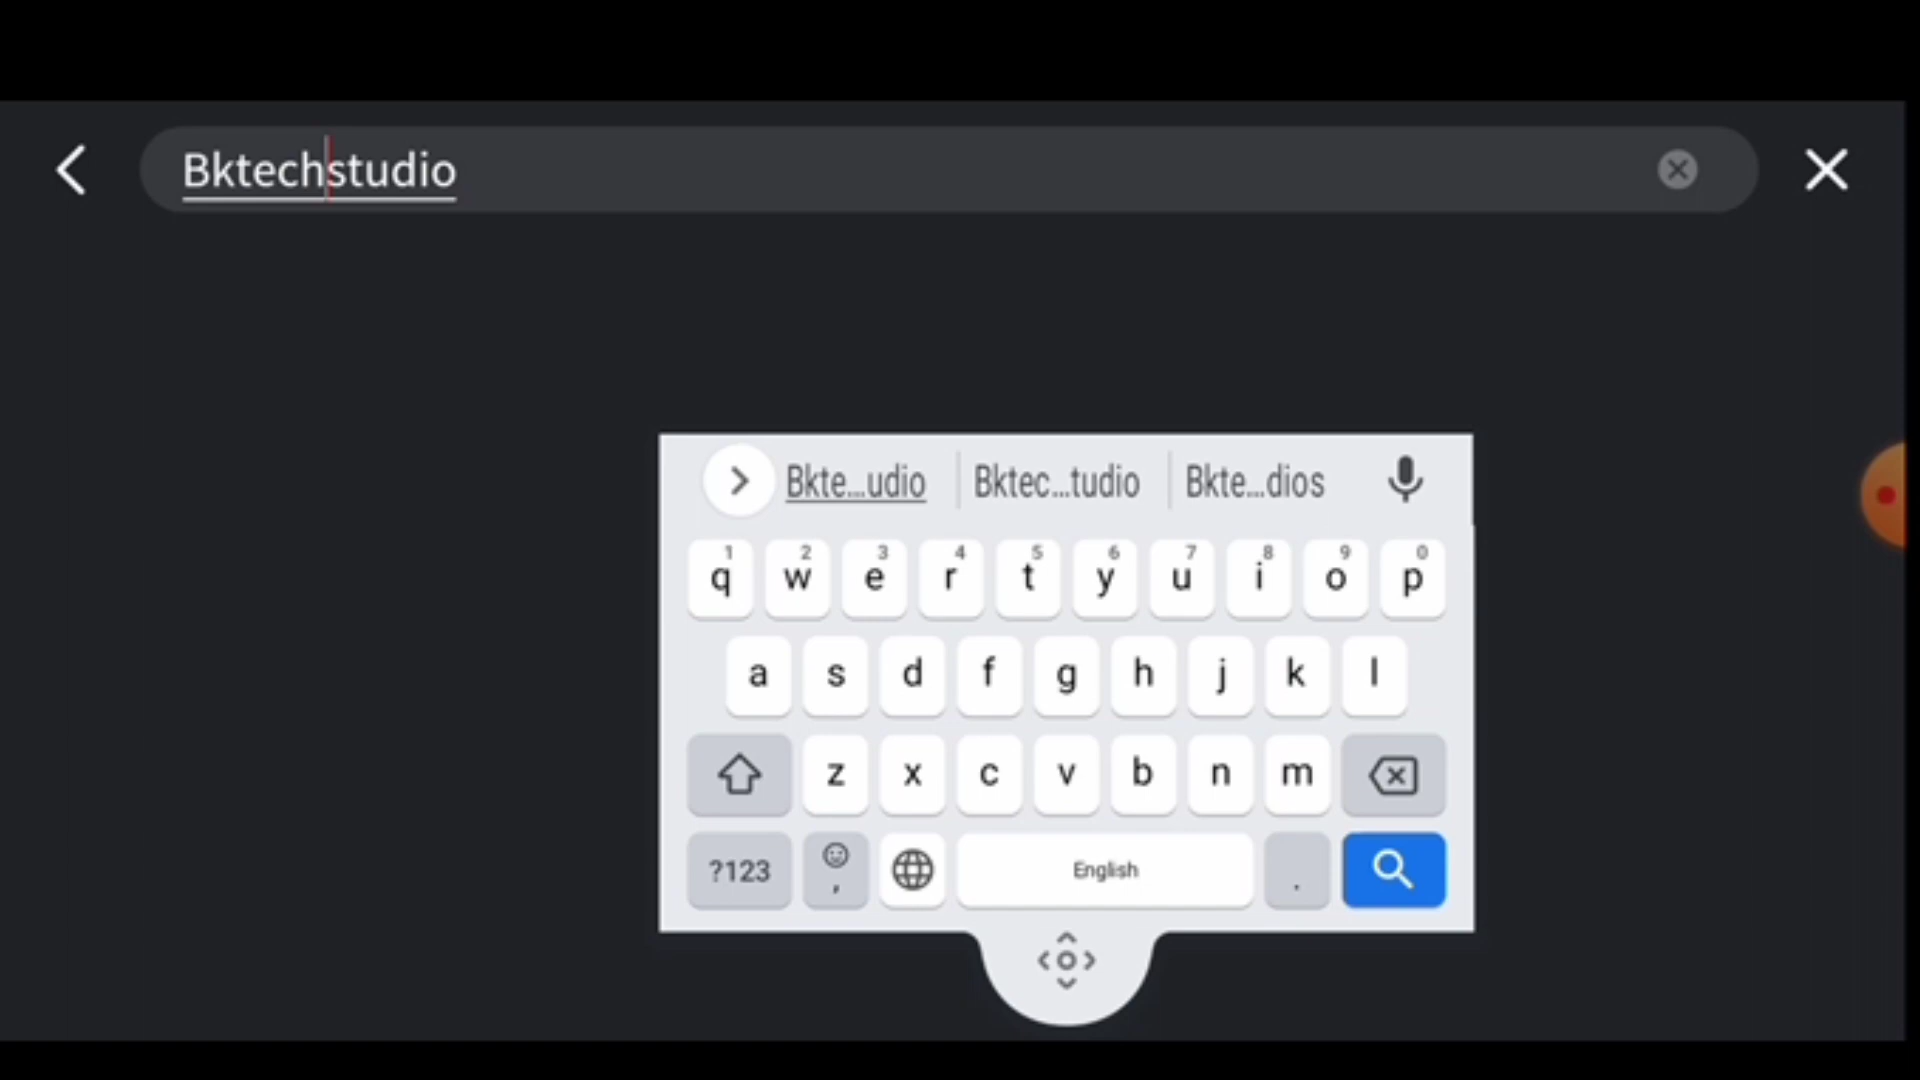 Bktechstudio
Bkte...udio Bktec...tudio Bkte...dios
1 2 3 4 5 6 7 8 9 0
q w e r t y u i o p
a s d f g h j k l
z x c v b n m
?123 , English .